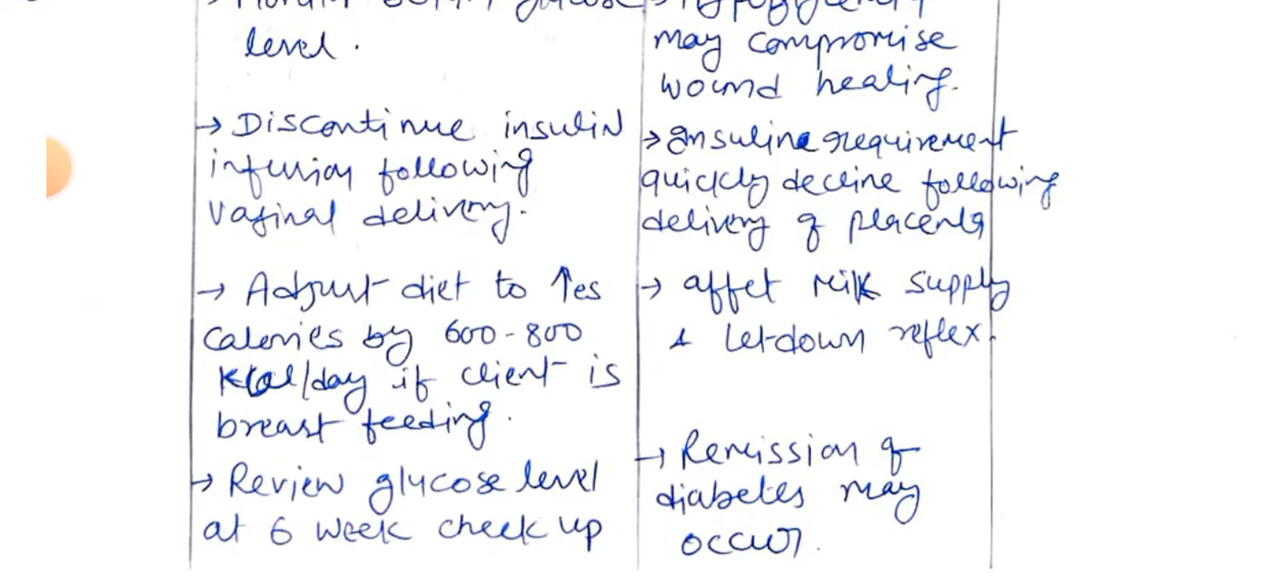 level.
→ Discontinue insulin
infusion following
vaginal delivery.
→ Adjust diet to ↑es
Calories by 600-800
Kcal/day if client is
breast feeding.
→ Review glucose level
at 6 week check up
may compromise
wound healing.
→ Insuline requirement
quickly decline following
delivery of placenta
→ affet milk supply
& let-down reflex.
→ Remission of
diabetes may
occur.